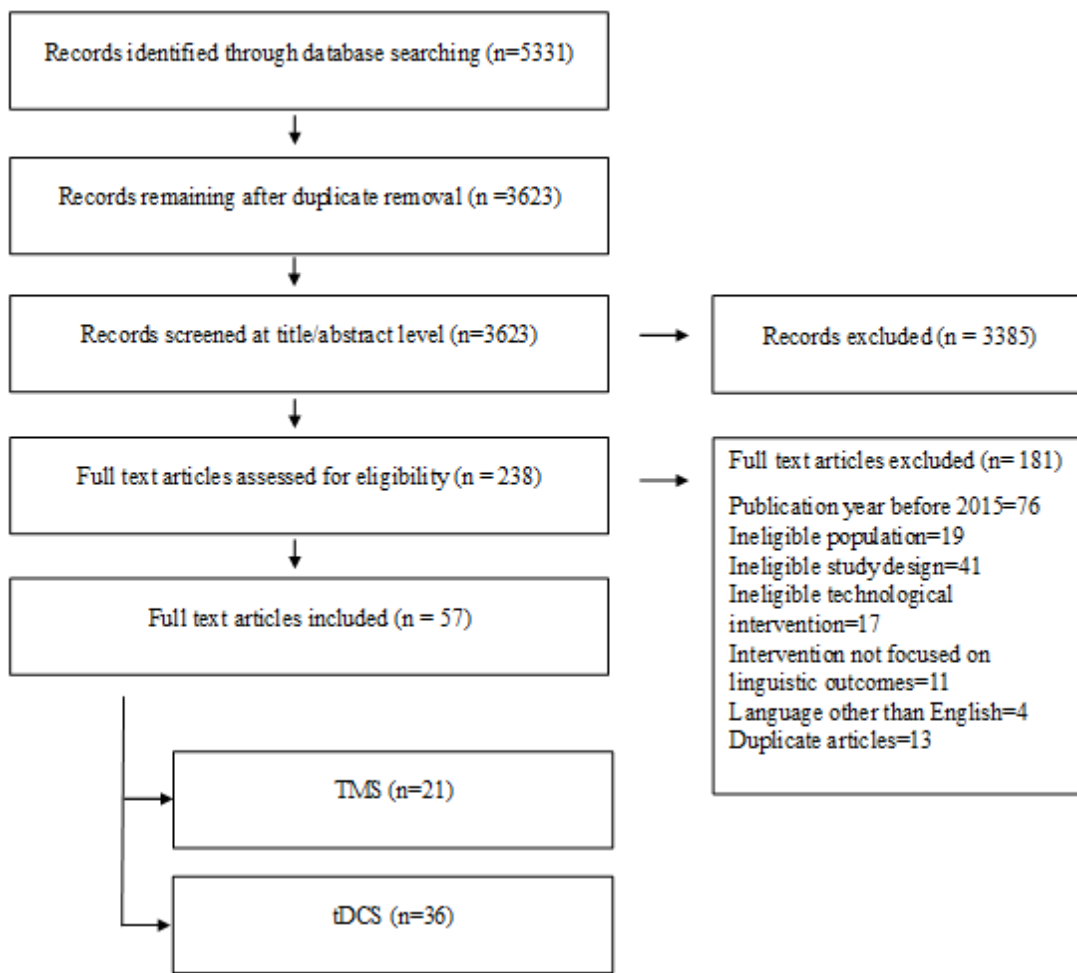 Records identified through database searching (n=5331)
Records remaining after duplicate removal (n =3623)
Records screened at title/abstract level (n=3623)
Records excluded (n = 3385)
Full text articles assessed for eligibility (n = 238)
Full text articles excluded (n= 181)
Publication year before 2015=76
Ineligible population=19
Ineligible study design=41
Ineligible technological
intervention=17
Intervention not focused on
linguistic outcomes=11
Language other than English=4
Duplicate articles=13
Full text articles included (n = 57)
TMS (n=21)
tDCS (n=36)